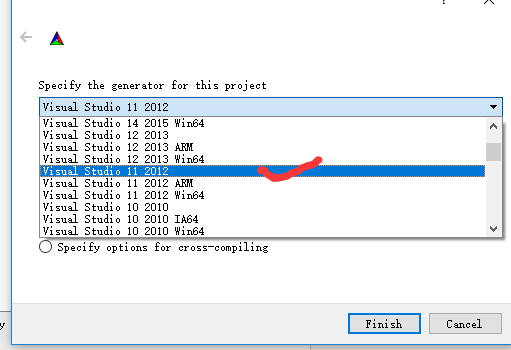 Specify the generator for this project
Visual Studio 11 2012
Visual Studio 14 2015 Win64
Visual Studio 12 2013
Visual Studio 12 2013 ARM
Visual Studio 12 2013 Win64
Visual Studio 11 2012
Visual Studio 11 2012 ARM
Visual Studio 11 2012 Win64
Visual Studio 10 2010
Visual Studio 10 2010 IA64
Visual Studio 10 2010 Win64
Specify options for cross-compiling
y
Finish
Cancel